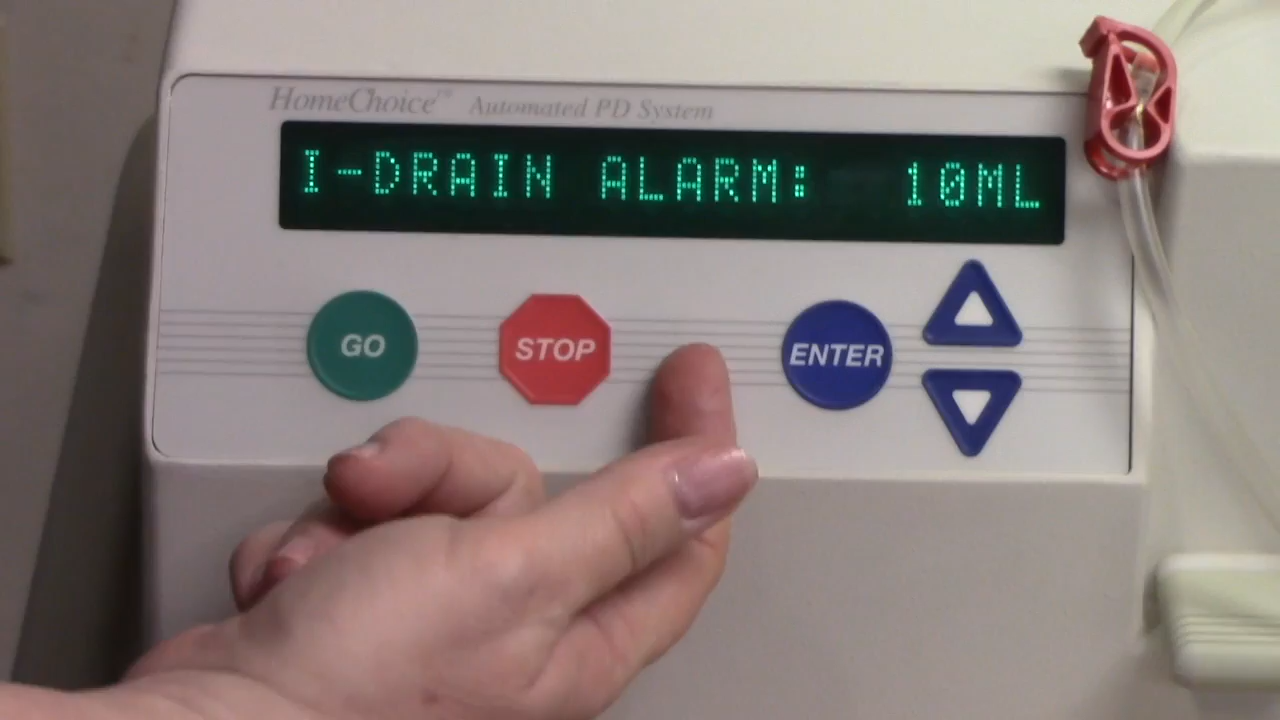 HomeChoice™ Automated PD System
I-DRAIN ALARM: 10ML
GO
STOP
ENTER